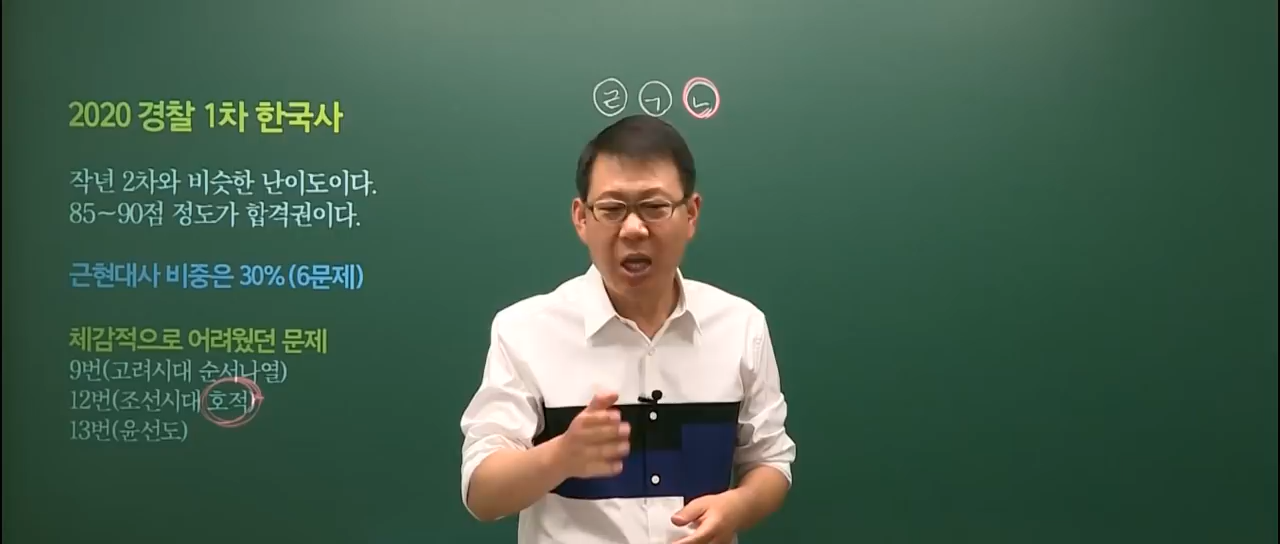 2020 경찰 1차 한국사
ㄹ ㄱ ㄴ
작년 2차와 비슷한 난이도이다.
85~90점 정도가 합격권이다.
근현대사 비중은 30% (6문제)
체감적으로 어려웠던 문제
9번(고려시대 순서나열)
12번(조선시대 호적)
13번(윤선도)